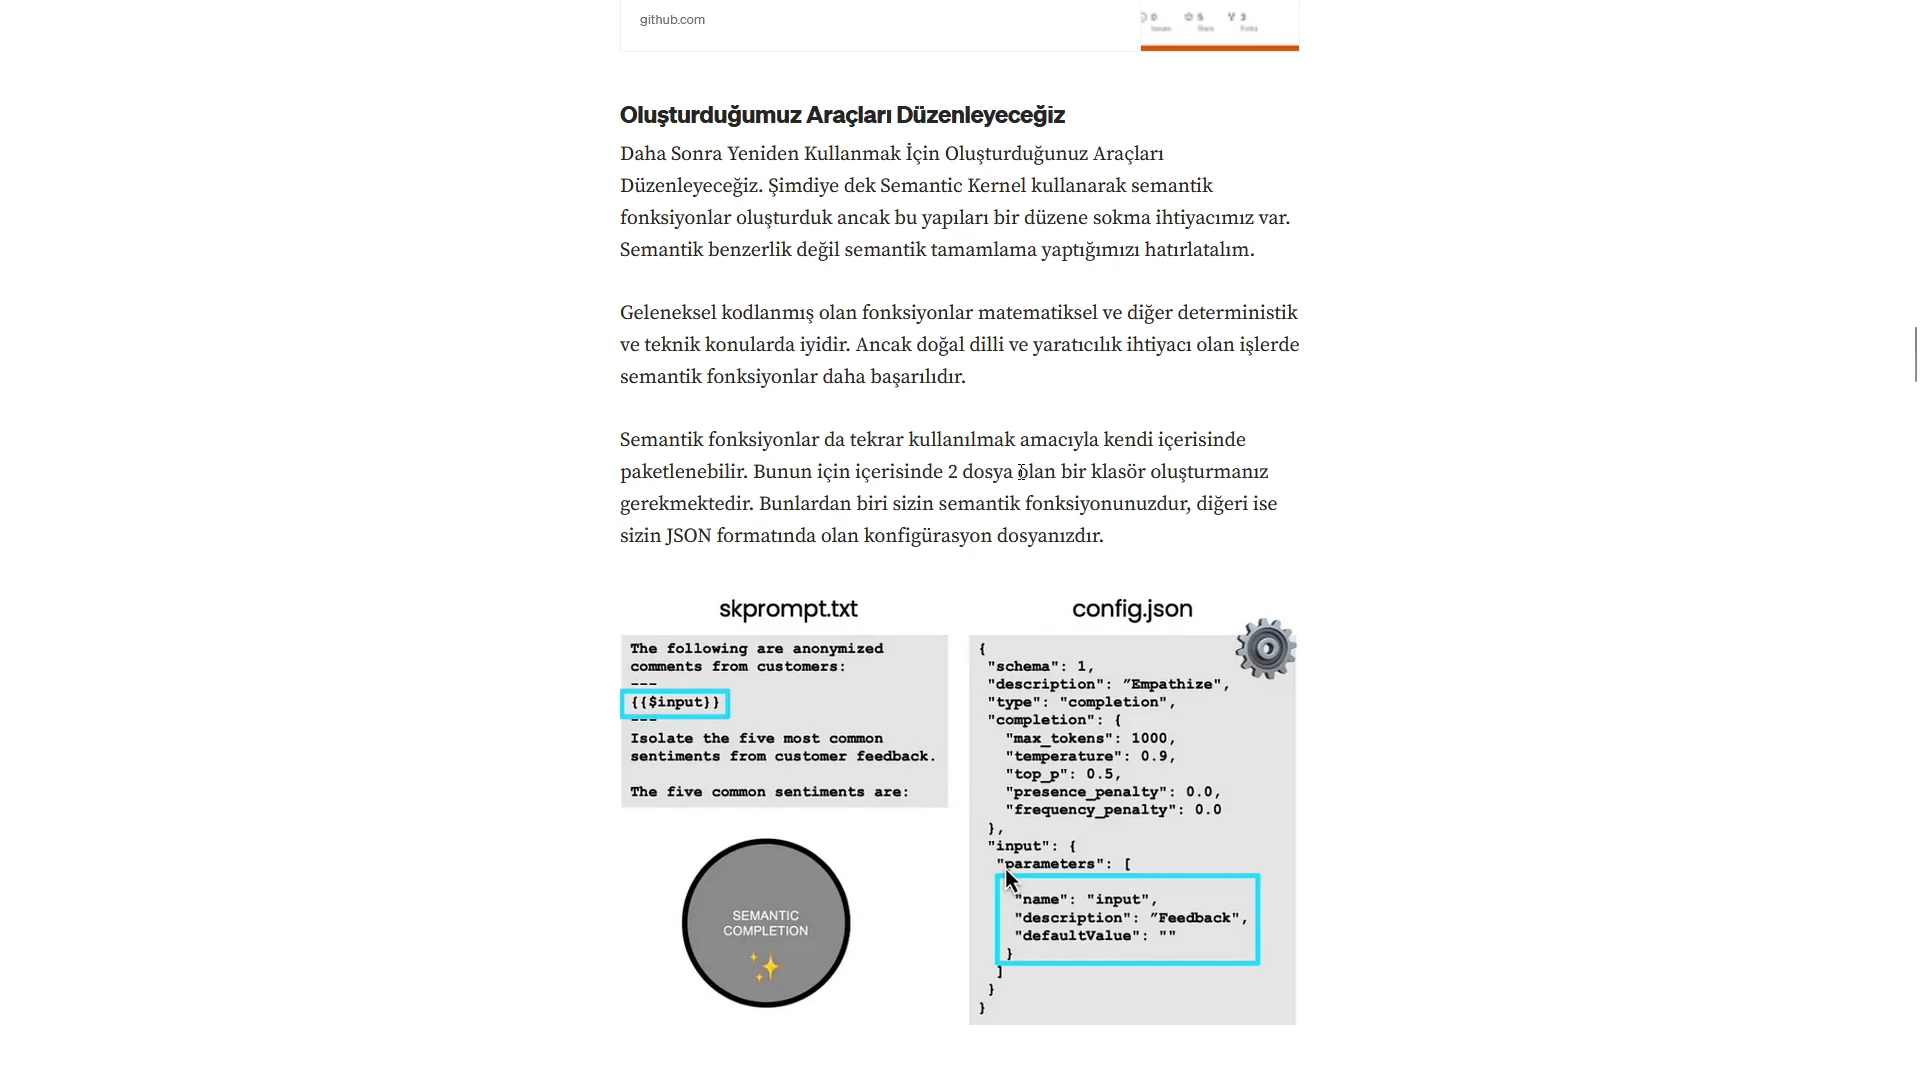 github.com
0 5 3
Issues Stars Forks
Oluşturduğumuz Araçları Düzenleyeceğiz
Daha Sonra Yeniden Kullanmak İçin Oluşturduğunuz Araçları
Düzenleyeceğiz. Şimdiye dek Semantic Kernel kullanarak semantik
fonksiyonlar oluşturduk ancak bu yapıları bir düzene sokma ihtiyacımız var.
Semantik benzerlik değil semantik tamamlama yaptığımızı hatırlatalım.
Geleneksel kodlanmış olan fonksiyonlar matematiksel ve diğer deterministik
ve teknik konularda iyidir. Ancak doğal dilli ve yaratıcılık ihtiyacı olan işlerde
semantik fonksiyonlar daha başarılıdır.
Semantik fonksiyonlar da tekrar kullanılmak amacıyla kendi içerisinde
paketlenebilir. Bunun için içerisinde 2 dosya olan bir klasör oluşturmanız
gerekmektedir. Bunlardan biri sizin semantik fonksiyonunuzdur, diğeri ise
sizin JSON formatında olan konfigürasyon dosyanızdır.
skprompt.txt
The following are anonymized
comments from customers:
---
{{$input}}
---
Isolate the five most common
sentiments from customer feedback.
The five common sentiments are:
SEMANTIC
COMPLETION
config.json
{
"schema": 1,
"description": ”Empathize",
"type": "completion",
"completion": {
"max_tokens": 1000,
"temperature": 0.9,
"top_p": 0.5,
"presence_penalty": 0.0,
"frequency_penalty": 0.0
},
"input": {
"parameters": [
"name": "input",
"description": ”Feedback",
"defaultValue": ""
}
]
}
}